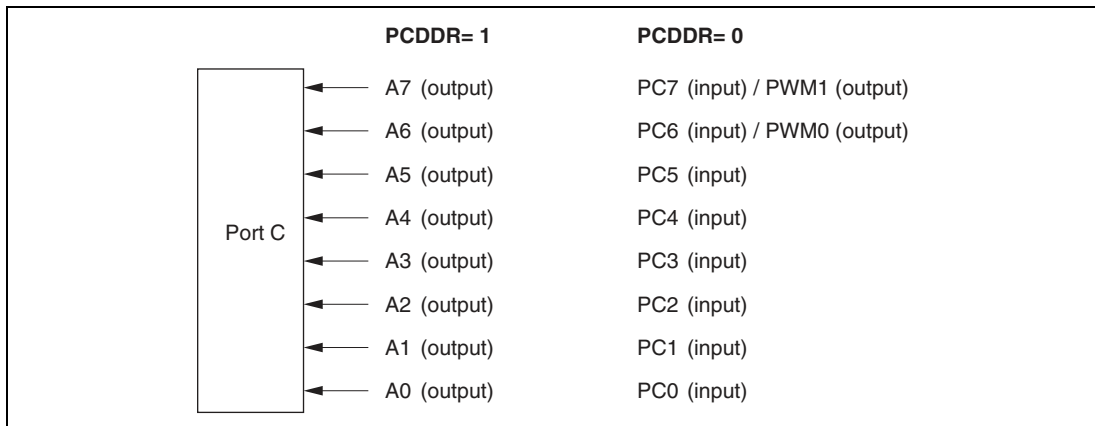 PCDDR= 1 PCDDR= 0
A7 (output) PC7 (input) / PWM1 (output)
A6 (output) PC6 (input) / PWM0 (output)
A5 (output) PC5 (input)
A4 (output) PC4 (input)
Port C
A3 (output) PC3 (input)
A2 (output) PC2 (input)
A1 (output) PC1 (input)
A0 (output) PC0 (input)